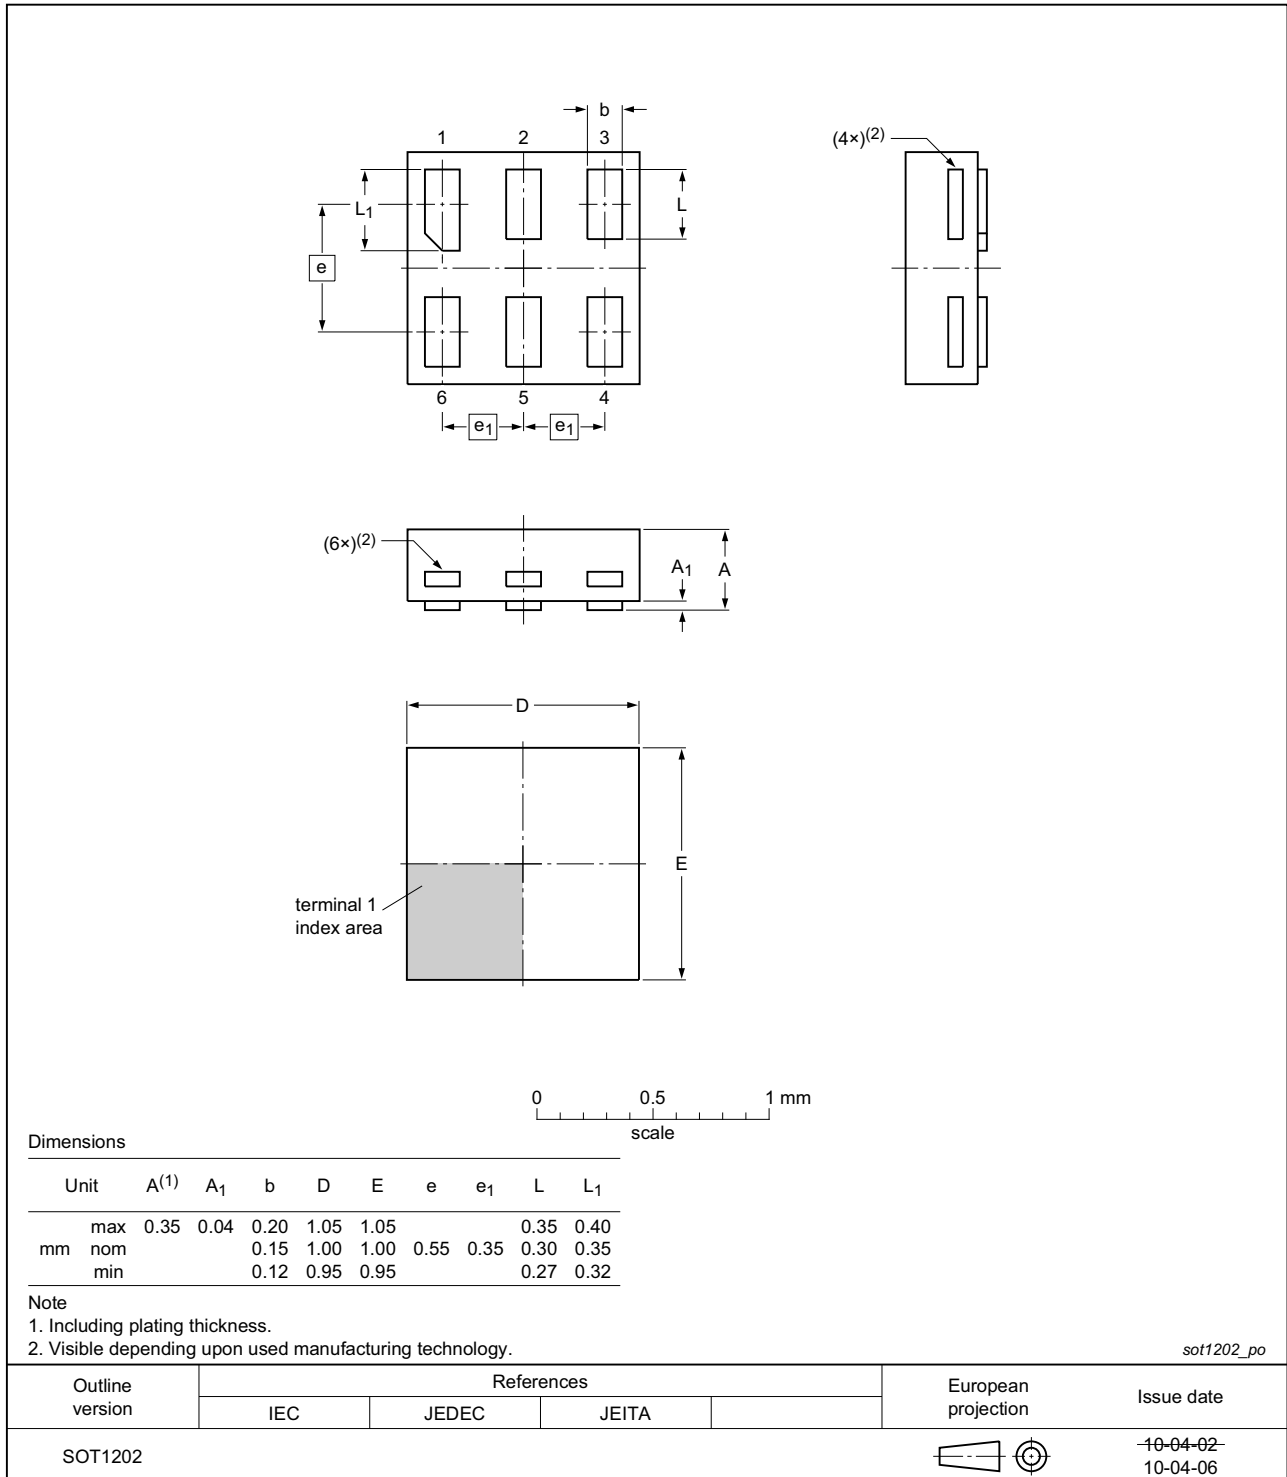 b
1 2 3
(4×)(2)
L1
L
e
6 5 4
e1 e1
(6×)(2)
A1 A
D
E
terminal 1
index area
0 0.5 1 mm
scale
Dimensions
Unit A(1) A1 b D E e e1 L L1
max 0.35 0.04 0.20 1.05 1.05 0.35 0.40
mm nom 0.15 1.00 1.00 0.55 0.35 0.30 0.35
min 0.12 0.95 0.95 0.27 0.32
Note
1. Including plating thickness.
2. Visible depending upon used manufacturing technology.
sot1202_po
Outline
version
References
IEC JEDEC JEITA
European
projection
Issue date
SOT1202
10-04-02
10-04-06